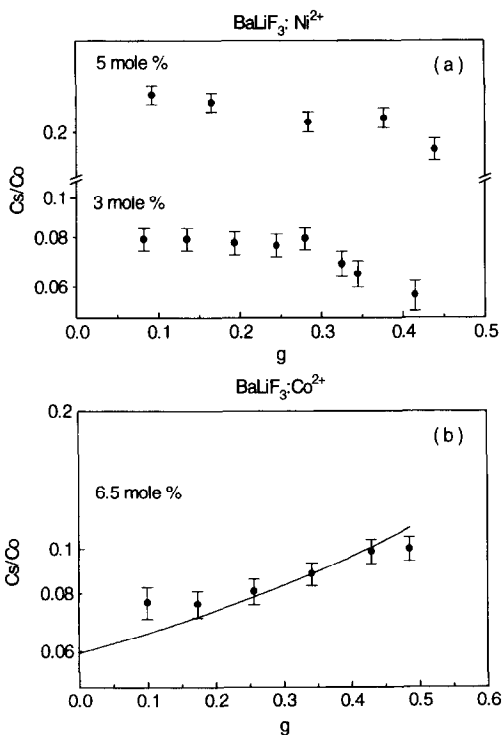 BaLiF₃: Ni²⁺
(a)
5 mole %
0.2
Cs/Co
0.1
3 mole %
0.08
0.06
0.0 0.1 0.2 0.3 0.4 0.5
g
BaLiF₃:Co²⁺
0.2
(b)
6.5 mole %
Cs/Co
0.1
0.08
0.06
0.0 0.1 0.2 0.3 0.4 0.5 0.6
g